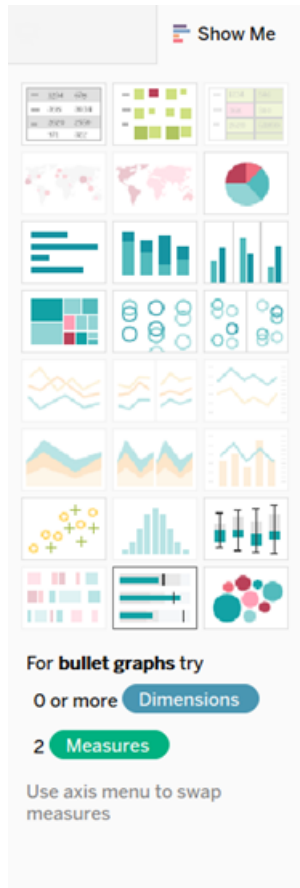 Show Me
For bullet graphs try
0 or more Dimensions
2 Measures
Use axis menu to swap
measures